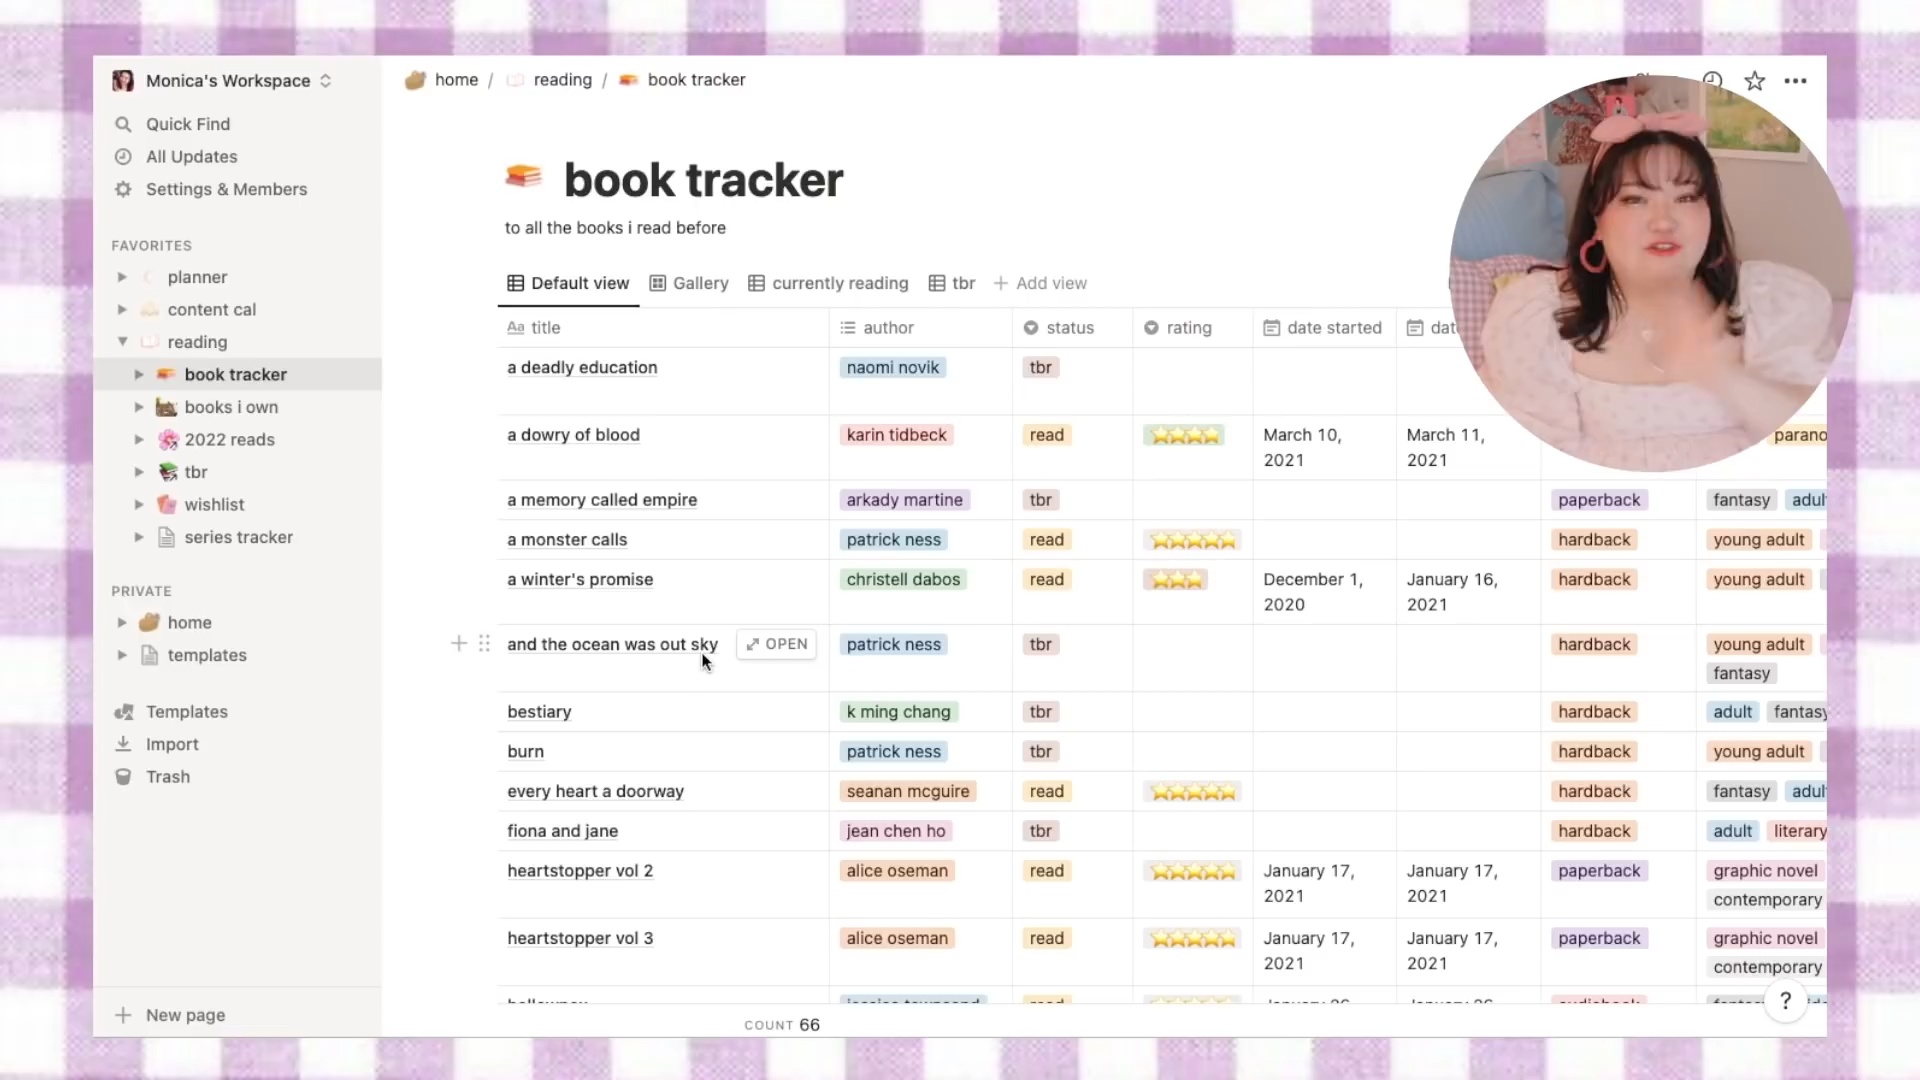 Monica's Workspace
Quick Find
All Updates
Settings & Members
FAVORITES
planner
content cal
reading
book tracker
books i own
2022 reads
tbr
wishlist
series tracker
PRIVATE
home
templates
Templates
Import
Trash
New page
home / reading / book tracker
book tracker
to all the books i read before
Default view Gallery currently reading tbr + Add view
Aa title author status rating date started
a deadly education naomi novik tbr
a dowry of blood karin tidbeck read March 10, 2021 March 11, 2021
a memory called empire arkady martine tbr paperback fantasy
a monster calls patrick ness read hardback young adult
a winter's promise christell dabos read December 1, 2020 January 16, 2021 hardback young adult
and the ocean was out sky OPEN patrick ness tbr hardback young adult fantasy
bestiary k ming chang tbr hardback adult fantasy
burn patrick ness tbr hardback young adult
every heart a doorway seanan mcguire read hardback fantasy
fiona and jane jean chen ho tbr hardback adult literary
heartstopper vol 2 alice oseman read January 17, 2021 January 17, 2021 paperback graphic novel contemporary
heartstopper vol 3 alice oseman read January 17, 2021 January 17, 2021 paperback graphic novel contemporary
COUNT 66
?